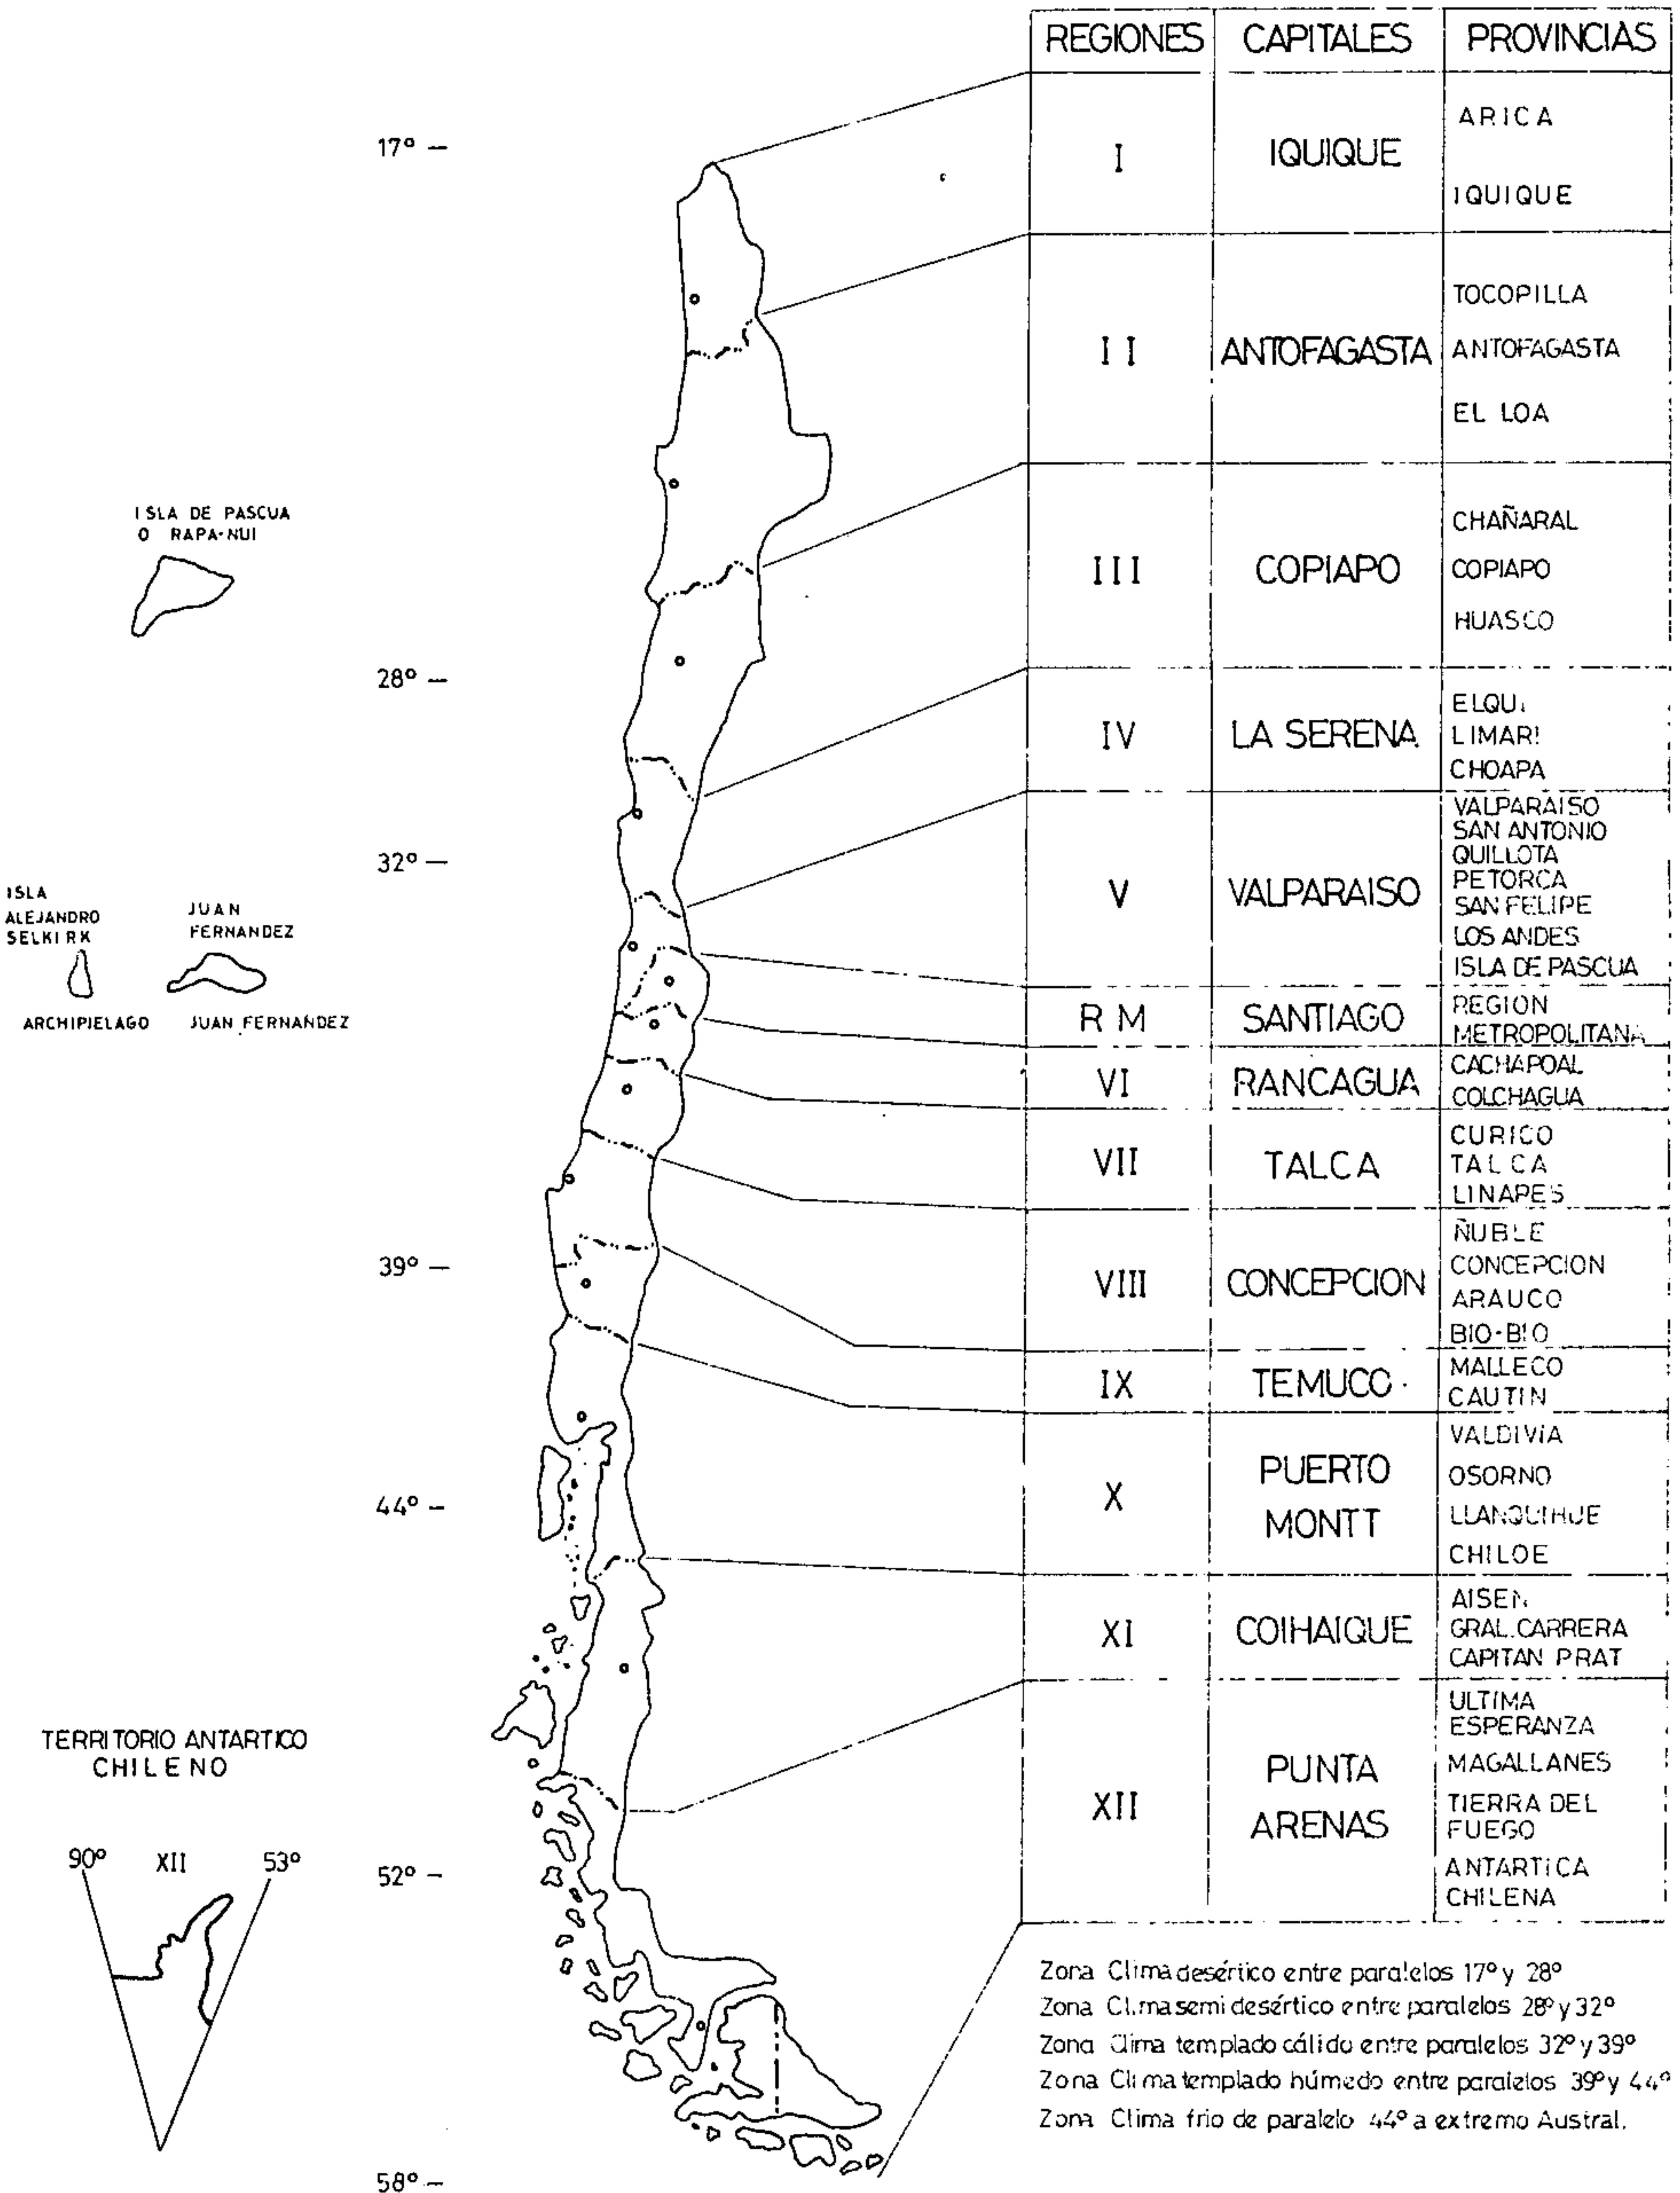 REGIONES CAPITALES PROVINCIAS
I IQUIQUE
ARICA
IQUIQUE
II ANTOFAGASTA
TOCOPILLA
ANTOFAGASTA
EL LOA
III COPIAPO
CHAÑARAL
COPIAPO
HUASCO
IV LA SERENA
ELQUI
LIMARI
CHOAPA
V VALPARAISO
VALPARAISO
SAN ANTONIO
QUILLOTA
PETORCA
SAN FELIPE
LOS ANDES
ISLA DE PASCUA
R M SANTIAGO
REGION
METROPOLITANA
VI RANCAGUA
CACHAPOAL
COLCHAGUA
VII TALCA
CURICO
TALCA
LINAPES
VIII CONCEPCION
ÑUBLE
CONCEPCION
ARAUCO
BIO-BIO
IX TEMUCO
MALLECO
CAUTIN
X PUERTO
MONTT
VALDIVIA
OSORNO
LLANQUIHUE
CHILOE
XI COIHAIQUE
AISEN
GRAL. CARRERA
CAPITAN PRAT
XII PUNTA
ARENAS
ULTIMA
ESPERANZA
MAGALLANES
TIERRA DEL
FUEGO
ANTARTICA
CHILENA
17°
28°
32°
39°
44°
52°
58°
ISLA DE PASCUA
O RAPA-NUI
ISLA
ALEJANDRO
SELKIRK
JUAN
FERNANDEZ
ARCHIPIELAGO JUAN FERNANDEZ
TERRITORIO ANTARTICO
CHILENO
90° XII 53°
Zona Clima desértico entre paralelos 17° y 28°
Zona Clima semi desértico entre paralelos 28° y 32°
Zona Clima templado cálido entre paralelos 32° y 39°
Zona Clima templado húmedo entre paralelos 39° y 44°
Zona Clima frio de paralelo 44° a extremo Austral.